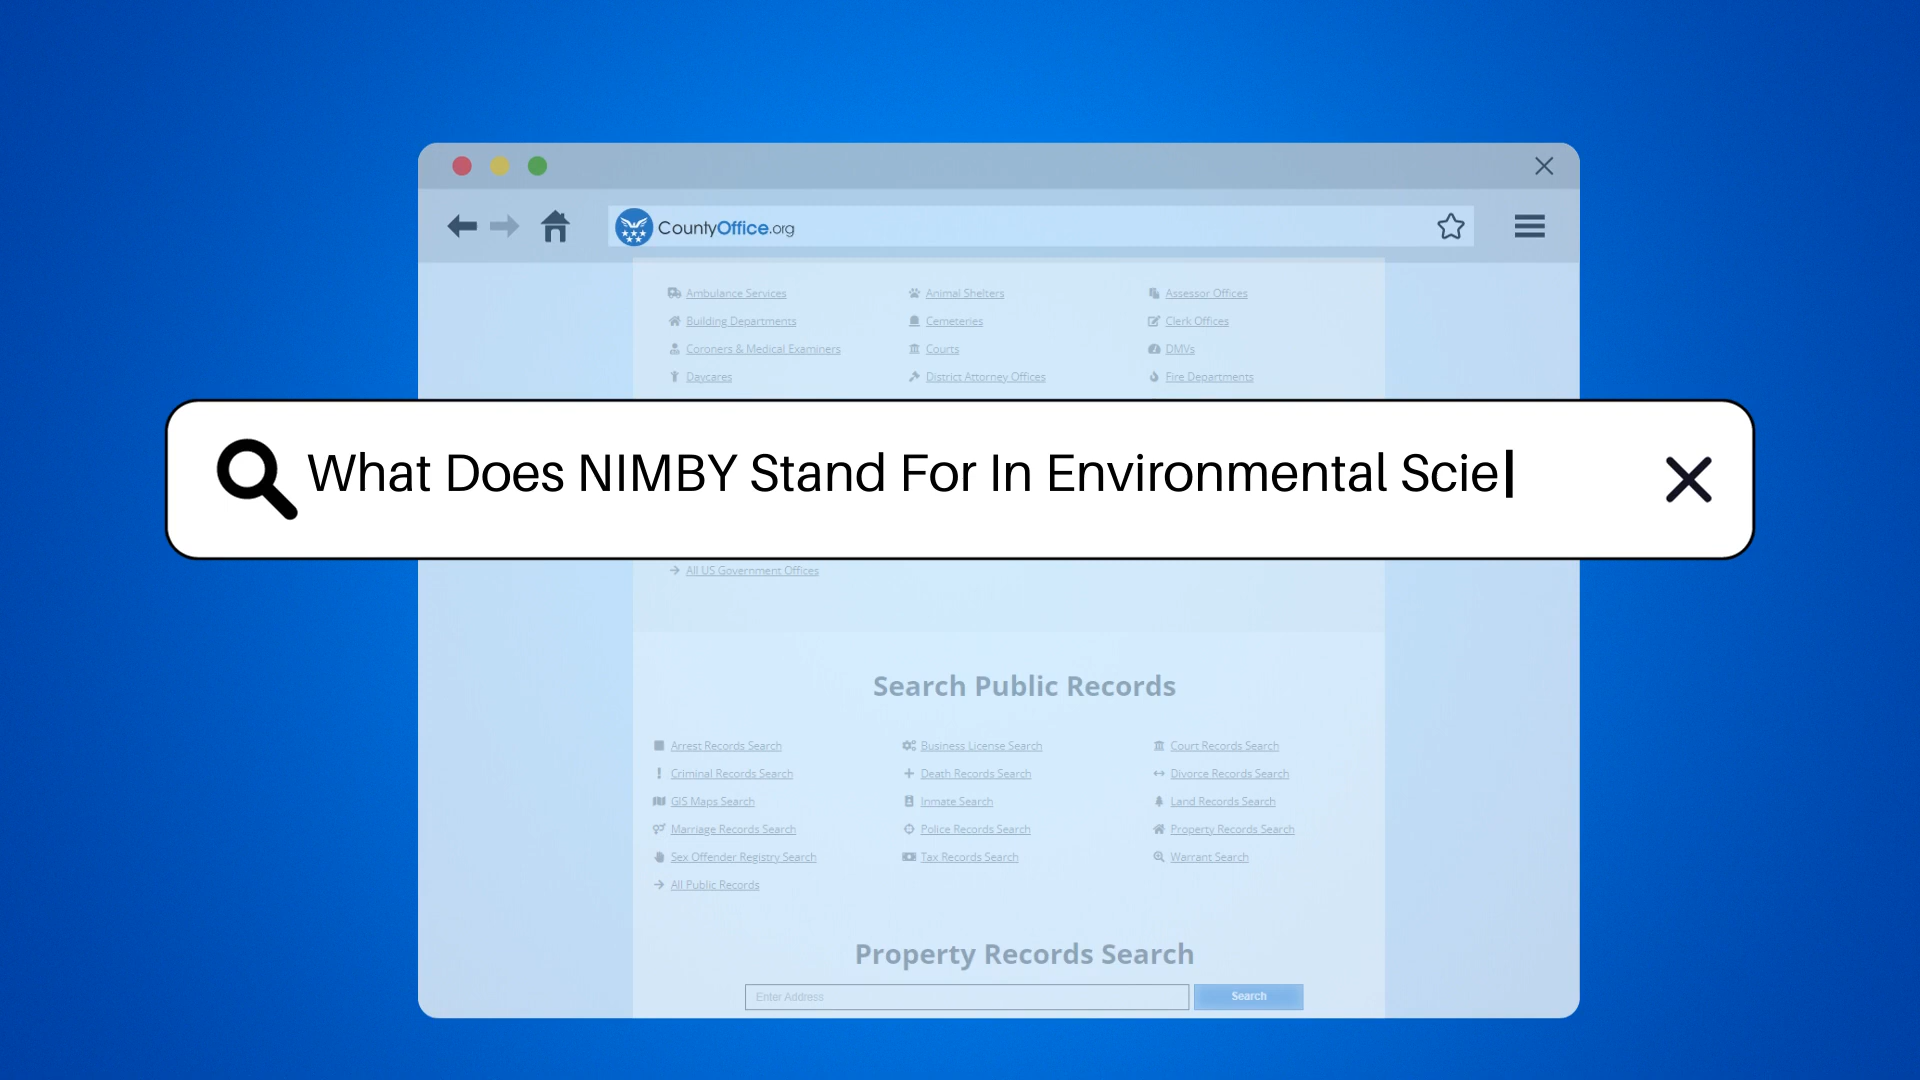 CountyOffice.org
Ambulance Services Animal Shelters Assessor Offices
Building Departments Cemeteries Clerk Offices
Coroners & Medical Examiners Courts DMVs
Daycares District Attorney Offices Fire Departments
What Does NIMBY Stand For In Environmental Scie
All US Government Offices
Search Public Records
Arrest Records Search Business License Search Court Records Search
Criminal Records Search Death Records Search Divorce Records Search
GIS Maps Search Inmate Search Land Records Search
Marriage Records Search Police Records Search Property Records Search
Sex Offender Registry Search Tax Records Search Warrant Search
All Public Records
Property Records Search
Enter Address Search